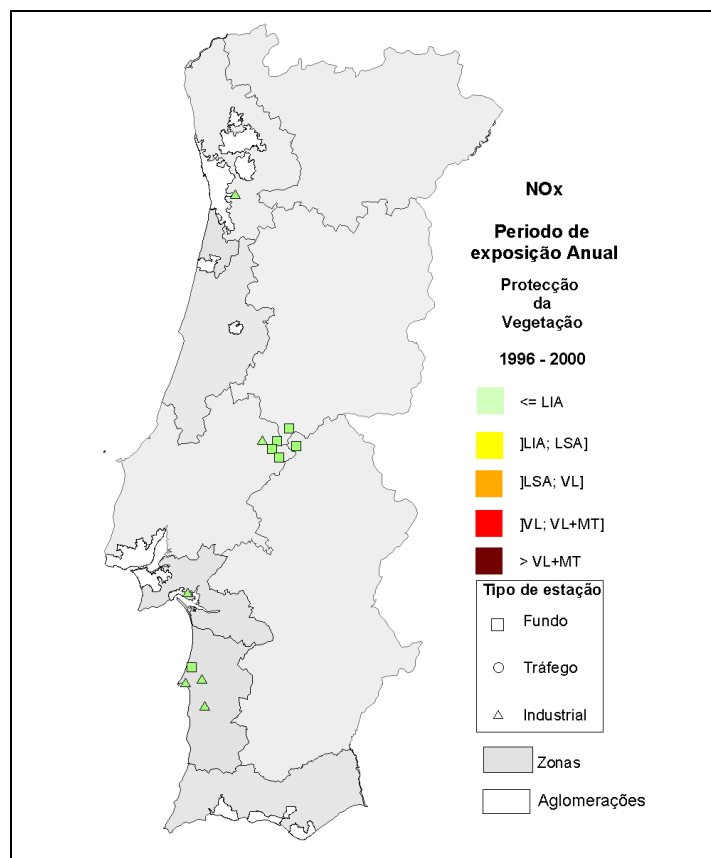 NOx
Periodo de
exposição Anual
Protecção
da
Vegetação
1996 - 2000
<= LIA
]LIA; LSA]
]LSA; VL]
]VL; VL+MT]
> VL+MT
Tipo de estação
Fundo
Tráfego
Industrial
Zonas
Aglomerações